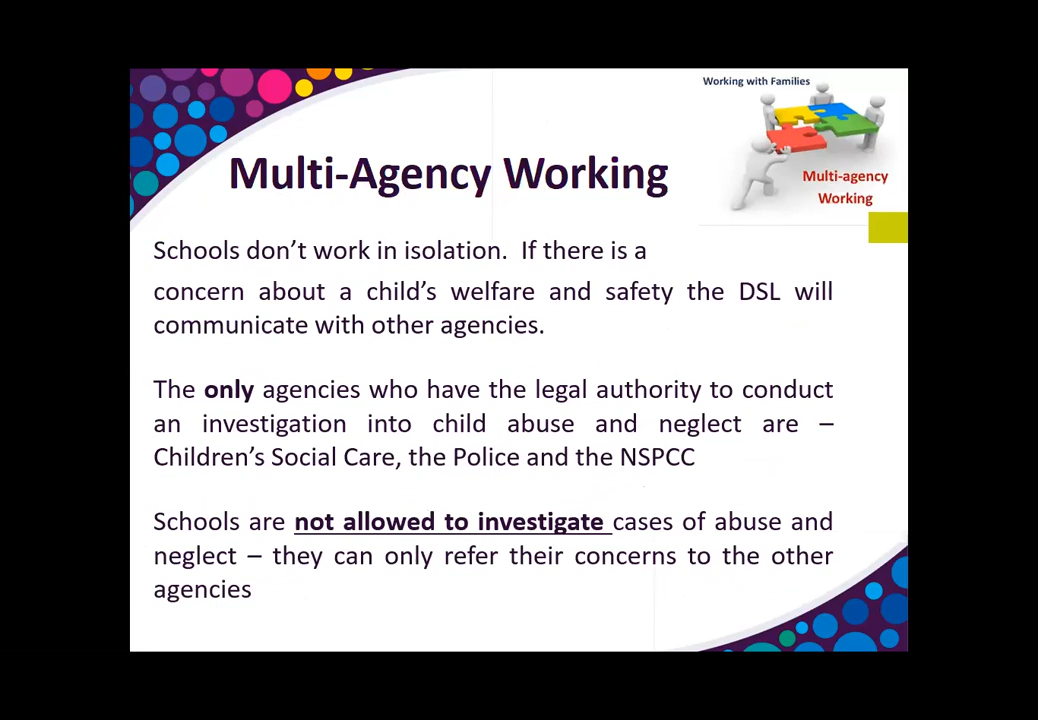 Working with Families
Multi-agency
Working
Multi-Agency Working
Schools don’t work in isolation.  If there is a
concern about a child’s welfare and safety the DSL will
communicate with other agencies.
The only agencies who have the legal authority to conduct
an investigation into child abuse and neglect are –
Children’s Social Care, the Police and the NSPCC
Schools are not allowed to investigate cases of abuse and
neglect – they can only refer their concerns to the other
agencies